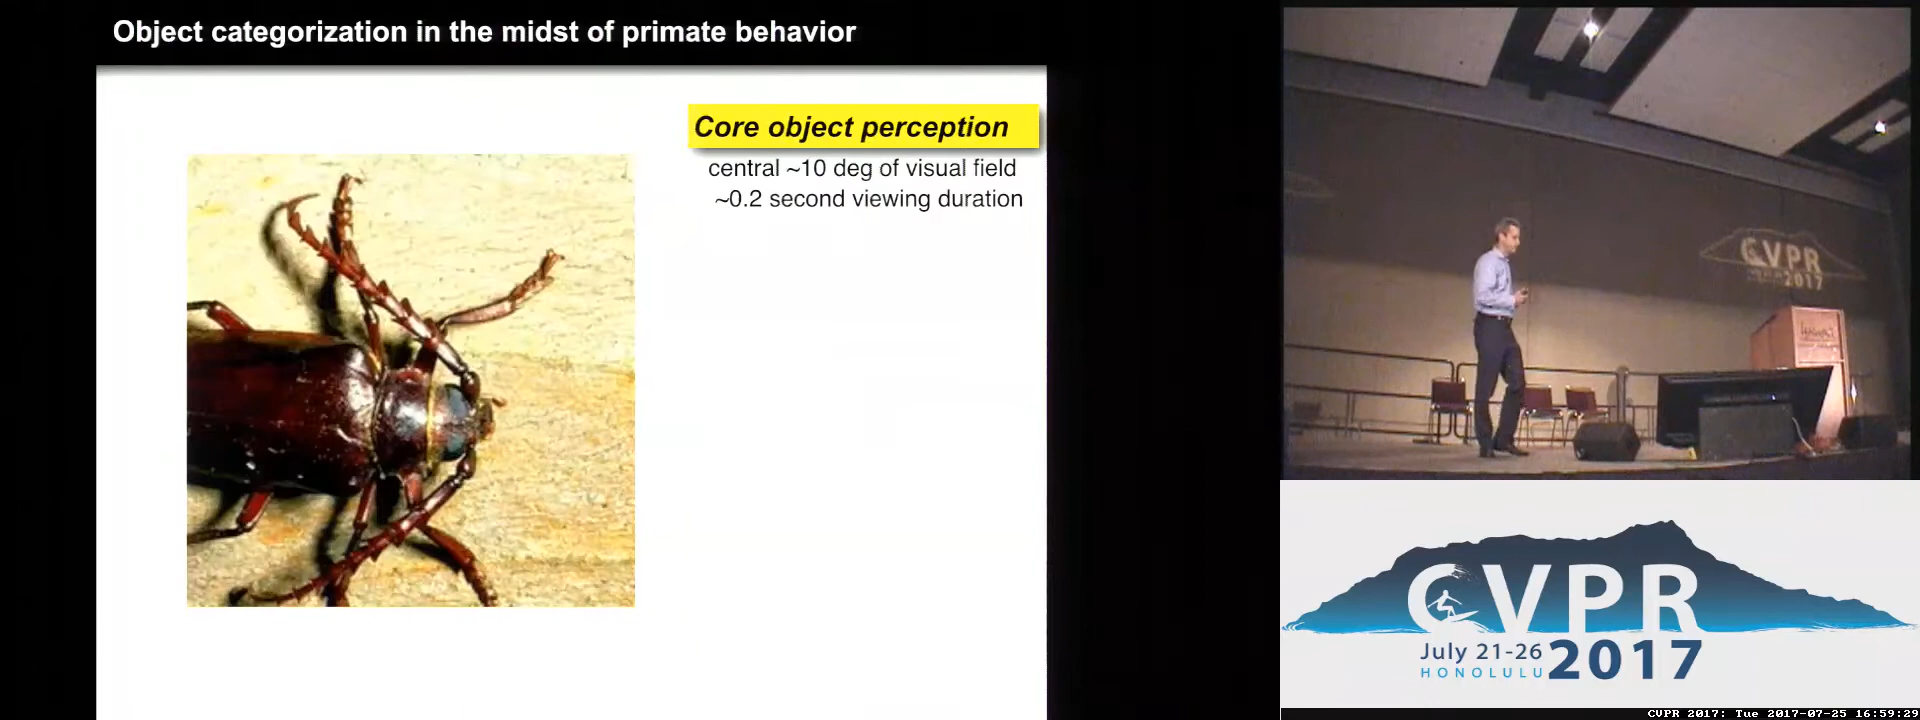 Object categorization in the midst of primate behavior
Core object perception
central ~10 deg of visual field
~0.2 second viewing duration
CVPR
2017
CVPR
July 21-26
HONOLULU
2017
CVPR 2017: Tue 2017-07-25 16:59:29